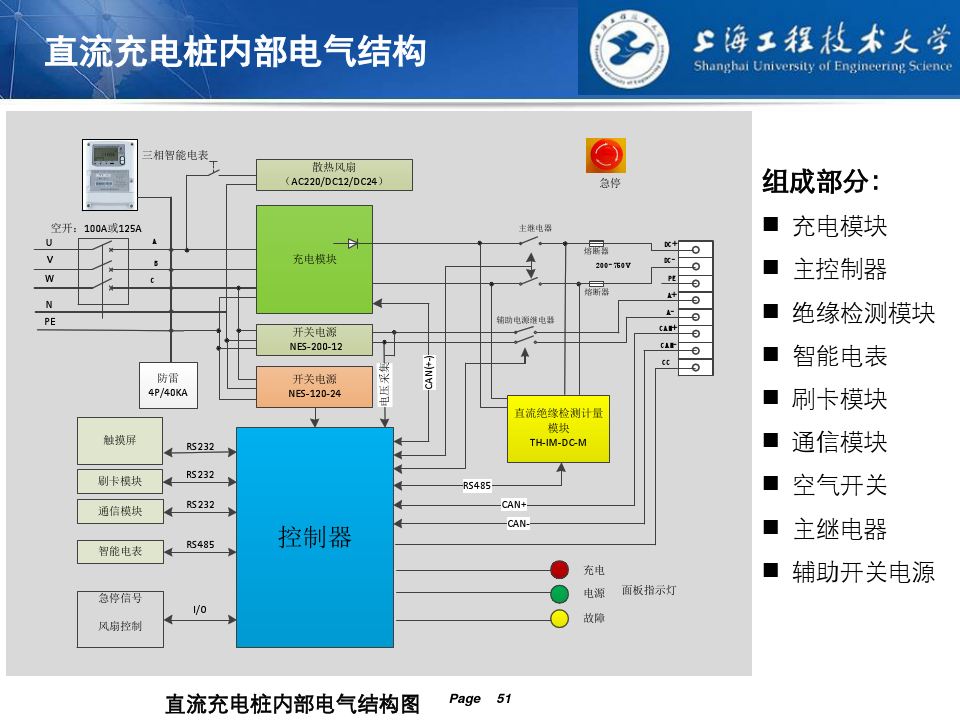 直流充电桩内部电气结构
上海工程技术大学
Shanghai University of Engineering Science
三相智能电表
散热风扇
（AC220/DC12/DC24）
急停
空开：100A或125A
U
V
W
N
PE
A
B
C
充电模块
主继电器
熔断器
200-750V
熔断器
DC+
DC-
PE
A+
A-
CAN+
CAN-
CC
辅助电源继电器
开关电源
NES-200-12
开关电源
NES-120-24
电压采集
CAN(+-)
防雷
4P/40KA
直流绝缘检测计量
模块
TH-IM-DC-M
触摸屏
RS232
刷卡模块
RS232
通信模块
RS232
智能电表
RS485
急停信号
风扇控制
I/O
控制器
RS485
CAN+
CAN-
充电
电源
故障
面板指示灯
组成部分：
■ 充电模块
■ 主控制器
■ 绝缘检测模块
■ 智能电表
■ 刷卡模块
■ 通信模块
■ 空气开关
■ 主继电器
■ 辅助开关电源
直流充电桩内部电气结构图
Page 51